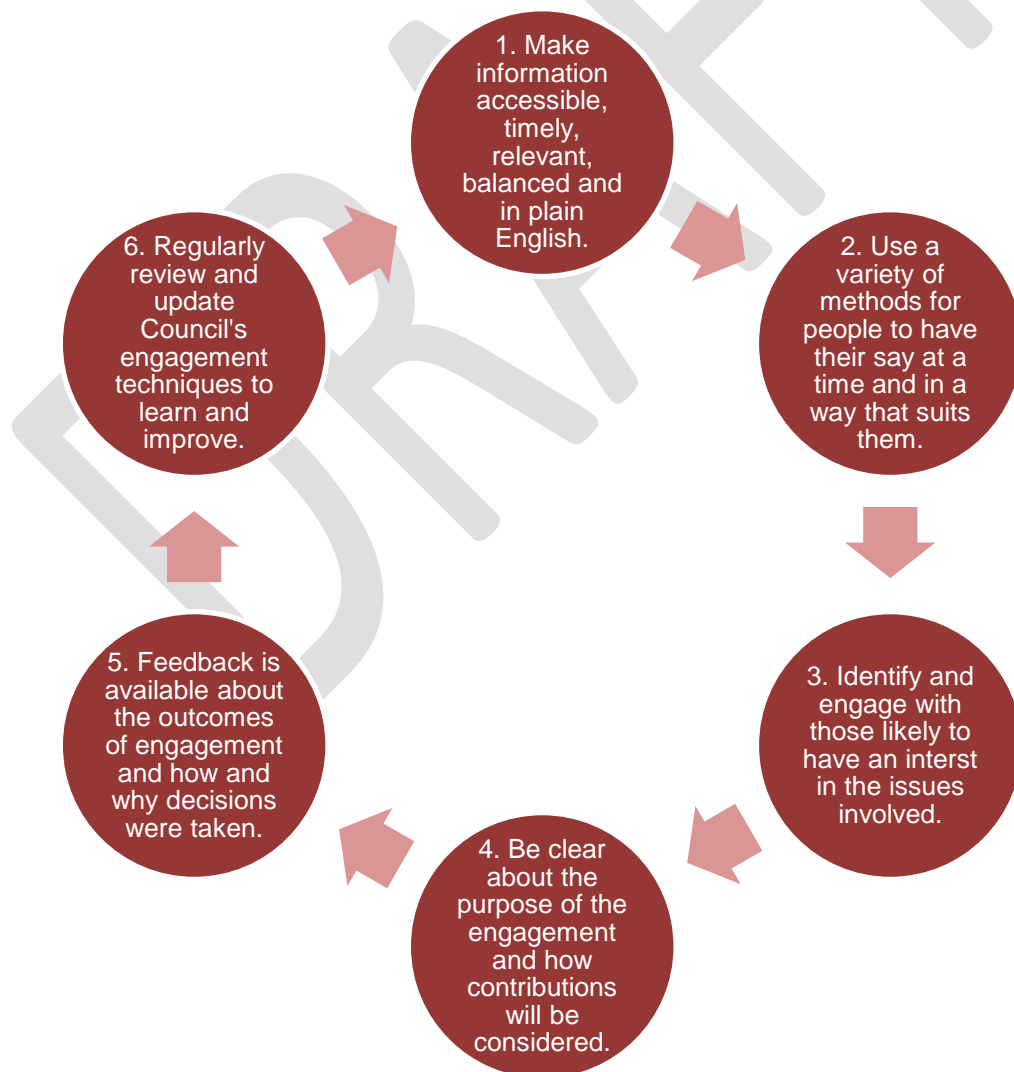 1. Make
information
accessible,
timely,
relevant,
balanced and
in plain
English.
2. Use a
variety of
methods for
people to have
their say at a
time and in a
way that suits
them.
3. Identify and
engage with
those likely to
have an interst
in the issues
involved.
4. Be clear
about the
purpose of the
engagement
and how
contributions
will be
considered.
5. Feedback is
available about
the outcomes
of engagement
and how and
why decisions
were taken.
6. Regularly
review and
update
Council's
engagement
techniques to
learn and
improve.
DRAFT